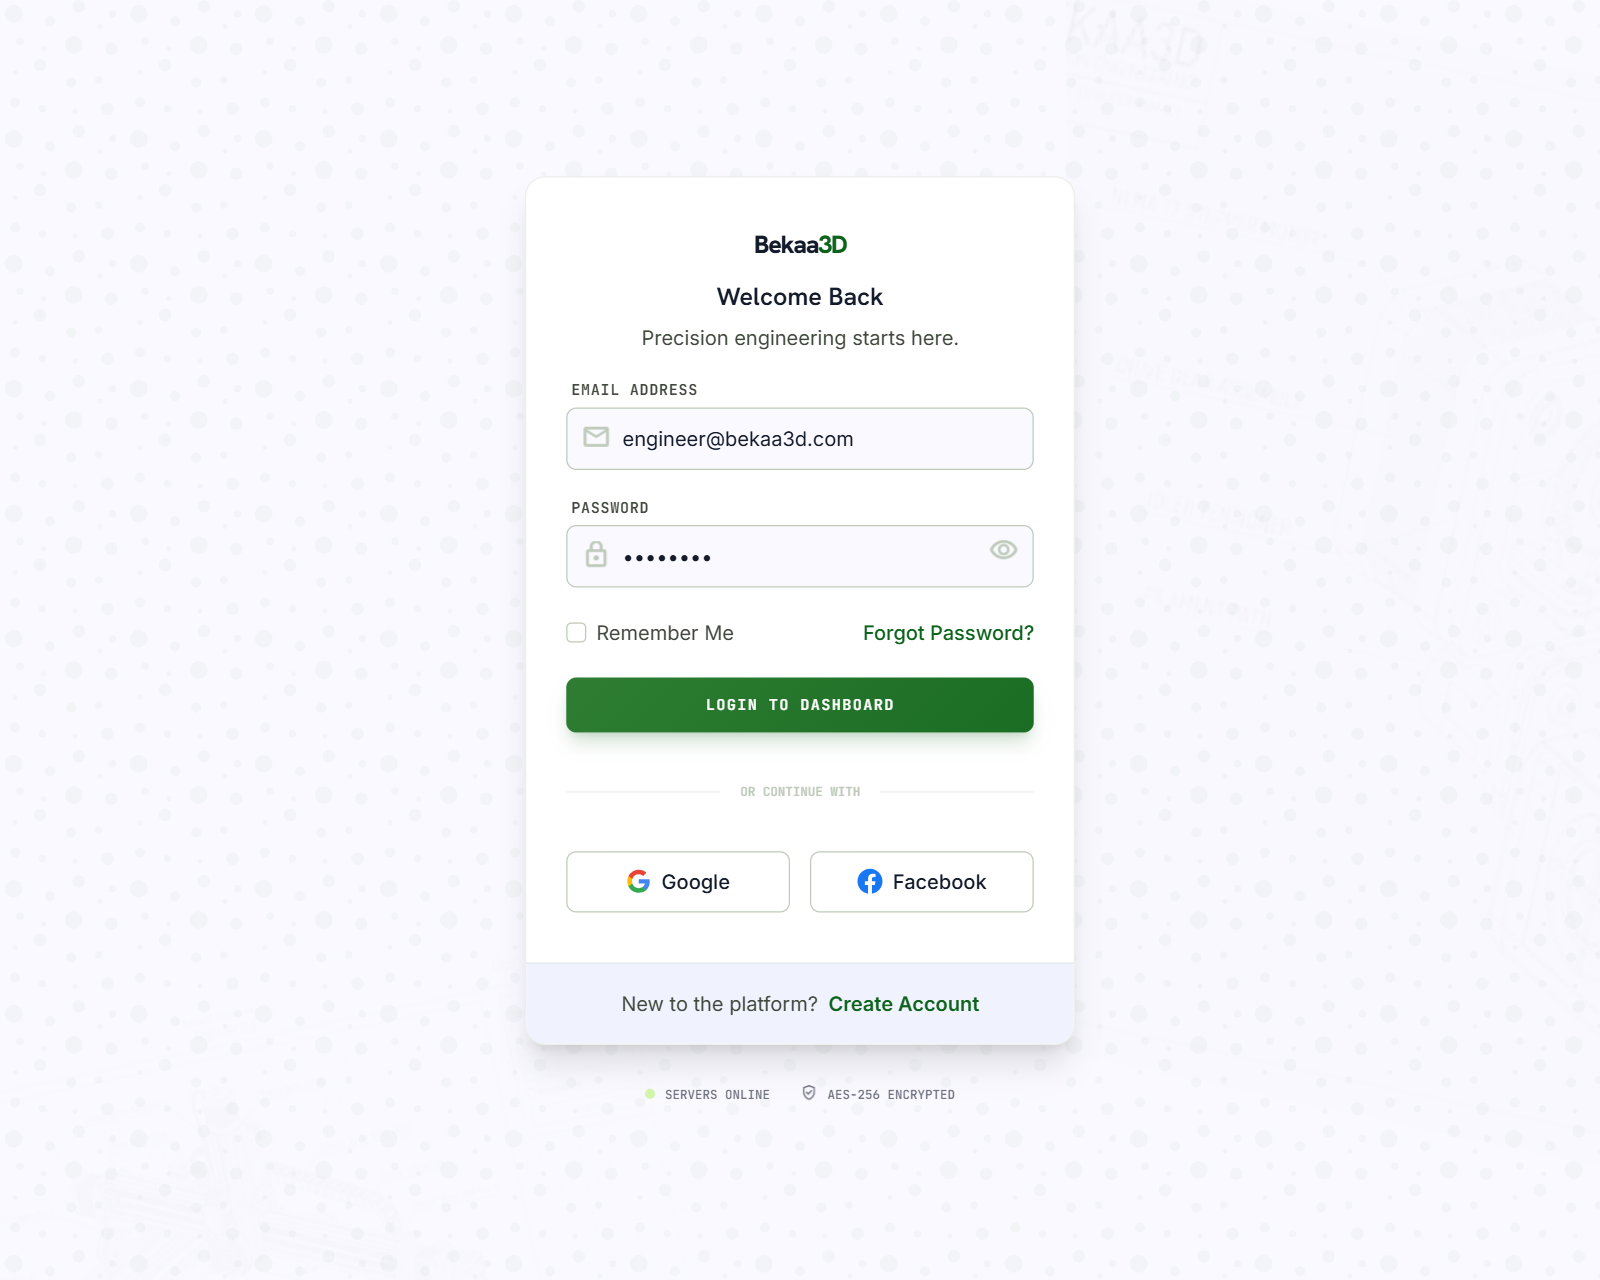 KAA3D
Bekaa3D
Welcome Back
Precision engineering starts here.
EMAIL ADDRESS
engineer@bekaa3d.com
PASSWORD
••••••••
Remember Me
Forgot Password?
LOGIN TO DASHBOARD
OR CONTINUE WITH
Google
Facebook
New to the platform? Create Account
SERVERS ONLINE
AES-256 ENCRYPTED